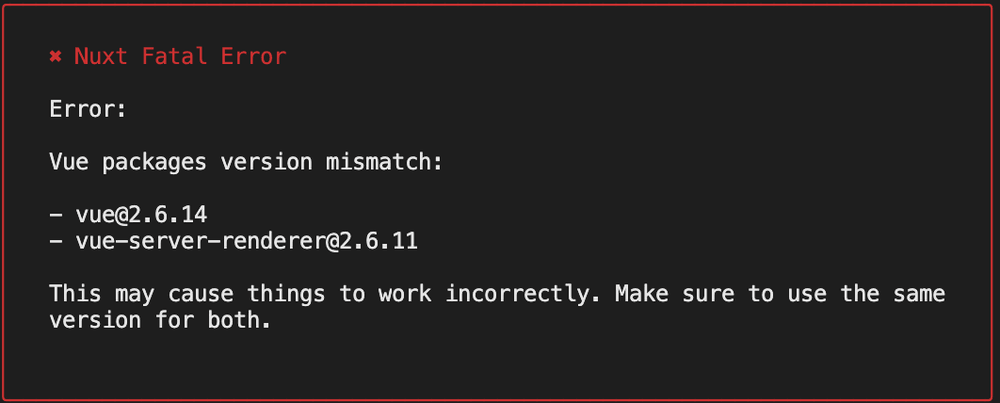 ✖ Nuxt Fatal Error
Error:
Vue packages version mismatch:
- vue@2.6.14
- vue-server-renderer@2.6.11
This may cause things to work incorrectly. Make sure to use the same
version for both.